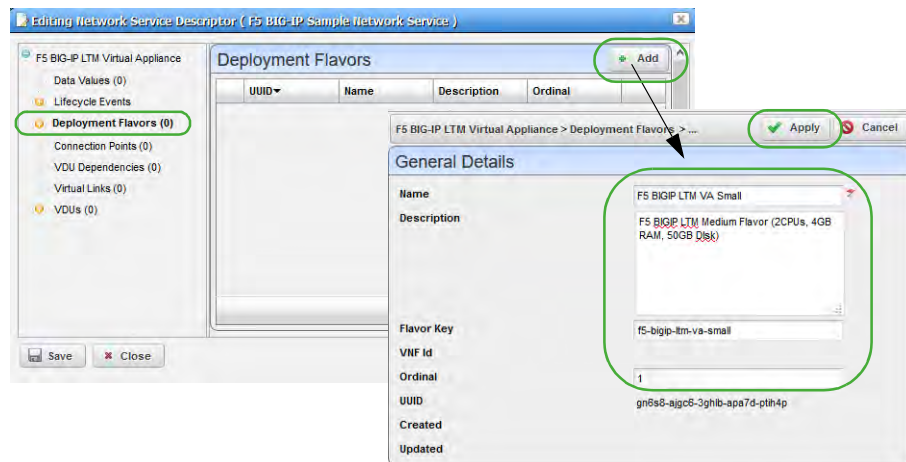 Editing Network Service Descriptor ( F5 BIG-IP Sample Network Service )
F5 BIG-IP LTM Virtual Appliance
Data Values (0)
Lifecycle Events
Deployment Flavors (0)
Connection Points (0)
VDU Dependencies (0)
Virtual Links (0)
VDUs (0)
Deployment Flavors
Add
UUID
Name
Description
Ordinal
Save
Close
F5 BIG-IP LTM Virtual Appliance > Deployment Flavors > ...
Apply
Cancel
General Details
Name
F5 BIGIP LTM VA Small
Description
F5 BIGIP LTM Medium Flavor (2CPUs, 4GB
RAM, 50GB DIsk)
Flavor Key
f5-bigip-ltm-va-small
VNF Id
Ordinal
1
UUID
gn6s8-ajgc6-3ghlb-apa7d-ptih4p
Created
Updated